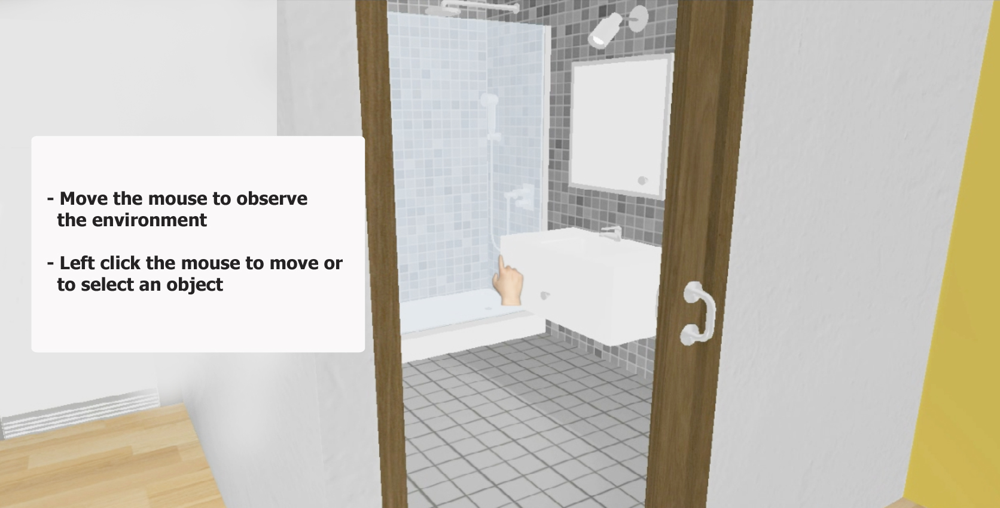 - Move the mouse to observe
the environment
- Left click the mouse to move or
to select an object